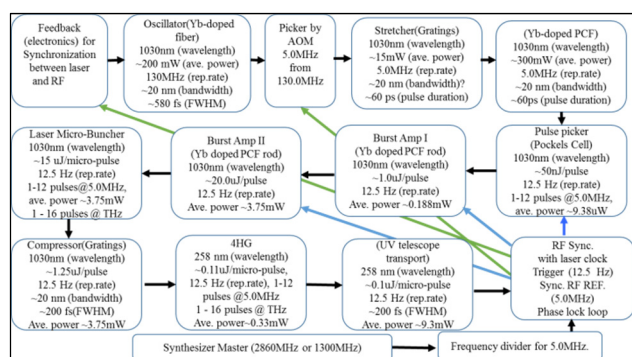 Feedback
(electronics) for
Synchronization
between laser
and RF
Oscillator(Yb-doped
fiber)
1030nm (wavelength)
~200 mW (ave. power)
130MHz (rep.rate)
~20 nm (bandwidth)
~580 fs (FWHM)
Picker by
AOM
5.0MHz
from
130.0MHz
Stretcher(Gratings)
1030nm (wavelength)
~15mW (ave. power)
5.0MHz (rep.rate)
~20 nm (bandwidth)?
~60 ps (pulse duration)
(Yb-doped PCF)
1030nm (wavelength)
~300mW (ave. power)
5.0MHz (rep.rate)
~20 nm (bandwidth)
~60ps (pulse duration)
Laser Micro-Buncher
1030nm (wavelength)
~15 uJ/micro-pulse
12.5 Hz (rep.rate)
1-12 pulses@5.0MHz,
ave. power ~3.75mW
1 - 16 pulses @ THz
Burst Amp II
(Yb doped PCF rod)
1030nm (wavelength)
~20.0uJ/pulse
12.5 Hz (rep.rate)
Ave. power ~3.75mW
Burst Amp I
(Yb doped PCF rod)
1030nm (wavelength)
~1.0uJ/pulse
12.5 Hz (rep.rate)
Ave. power ~0.188mW
Pulse picker
(Pockels Cell)
1030nm (wavelength)
~50nJ/pulse
12.5 Hz (rep.rate)
1-12 pulses @5.0MHz,
ave. power ~9.38uW
Compressor(Gratings)
1030nm (wavelength)
~1.25uJ/pulse
12.5 Hz (rep.rate)
~20 nm (bandwidth)
~200 fs(FWHM)
Ave. power ~3.75mW
4HG
258 nm (wavelength)
~0.11uJ/micro-pulse,
12.5 Hz (rep.rate), 1-12
pulses @5.0MHz
1 - 16 pulses @ THz
Ave. power~0.33mW
(UV telescope
transport)
258 nm (wavelength)
~0.1uJ/micro-pulse
12.5 Hz (rep.rate)
~200 fs (FWHM)
Ave. power ~9.3mW
RF Sync.
with laser clock
Trigger (12.5 Hz)
Sync. RF REF.
(5.0MHz)
Phase lock loop
Synthesizer Master (2860MHz or 1300MHz)
Frequency divider for 5.0MHz.